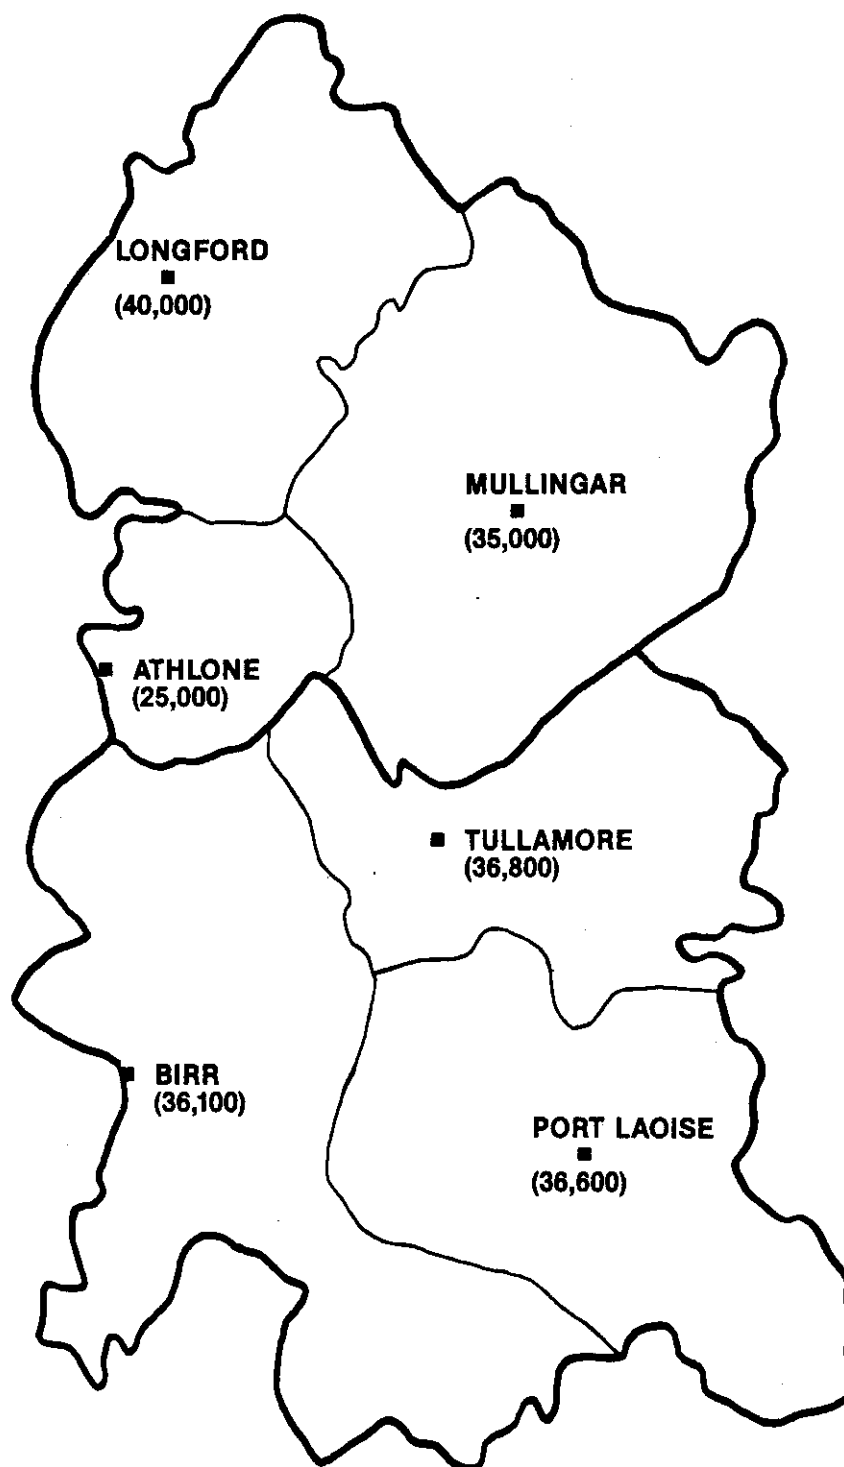 LONGFORD
(40,000)
MULLINGAR
(35,000)
ATHLONE
(25,000)
TULLAMORE
(36,800)
BIRR
(36,100)
PORT LAOISE
(36,600)